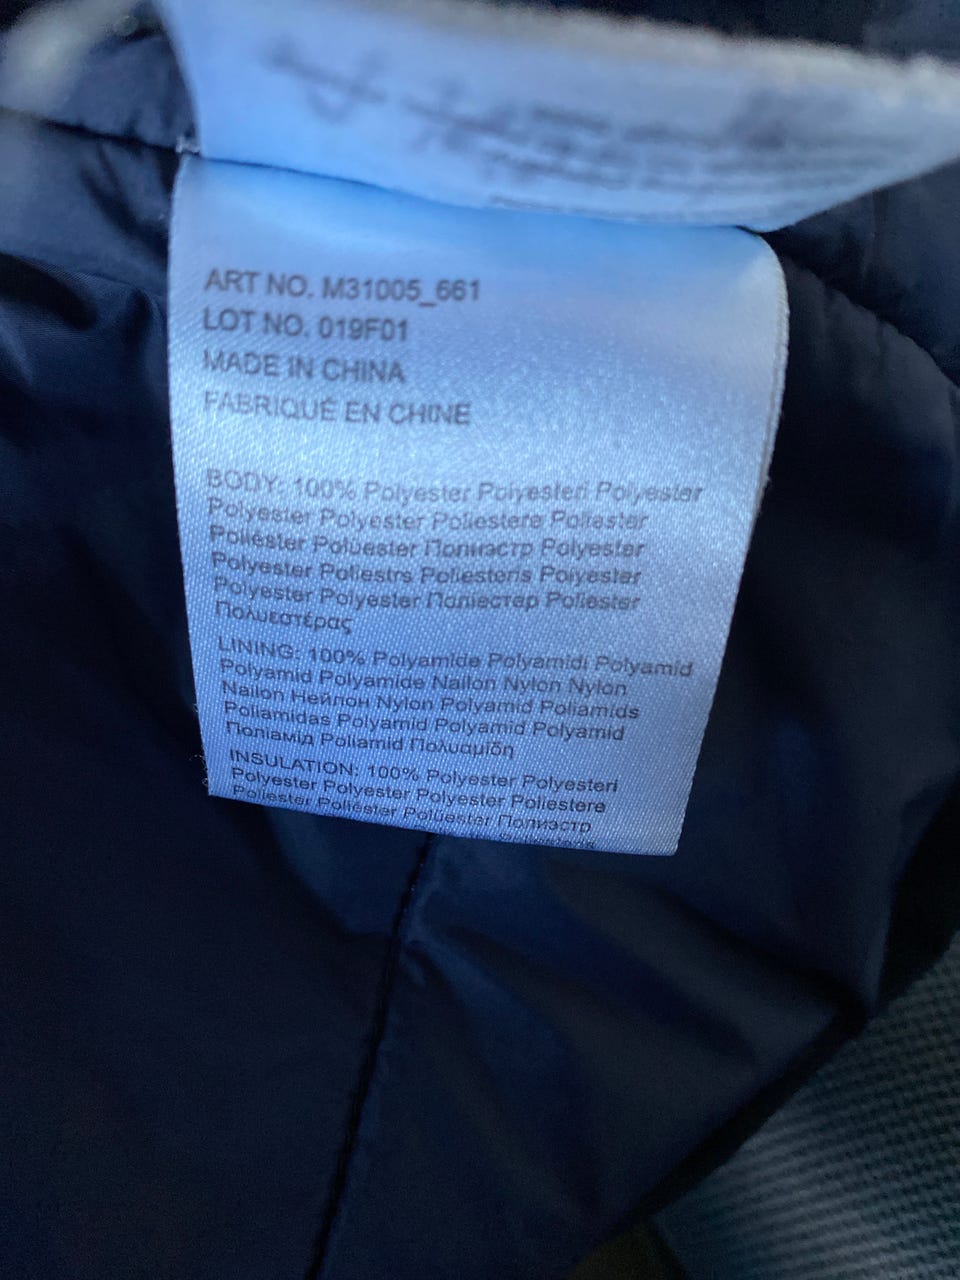 ART NO. M31005_661
LOT NO. 019F01
MADE IN CHINA
FABRIQUÉ EN CHINE
BODY: 100% Polyester Polyesteri Polyester
Polyester Polyester Poliestere Poliester
Poliéster Polüester Полиэстр Polyester
Polyester Poliestrs Poliesteris Polyester
Polyester Polyester Поліестер Poliester
Πολυεστέρας
LINING: 100% Polyamide Polyamidi Polyamid
Polyamid Polyamide Nailon Nylon Nylon
Nailon Нейлон Nylon Polyamid Poliamids
Poliamidas Polyamid Polyamid Polyamid
Поліамід Poliamid Πολυαμίδη
INSULATION: 100% Polyester Polyesteri
Polyester Polyester Polyester Poliestere
Poliester Poliéster Polüester Полиэстр